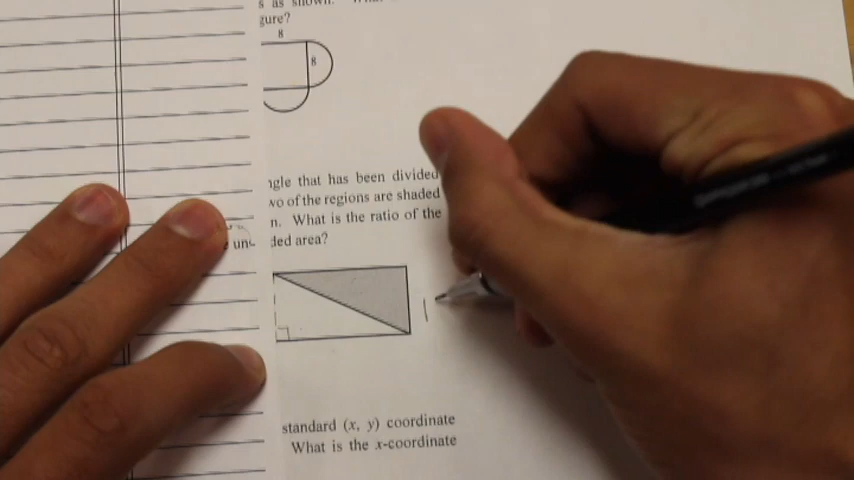 s as shown.
gure?
8
8
ngle that has been divided
wo of the regions are shaded
n. What is the ratio of the
un-
ded area?
standard (x, y) coordinate
What is the x-coordinate